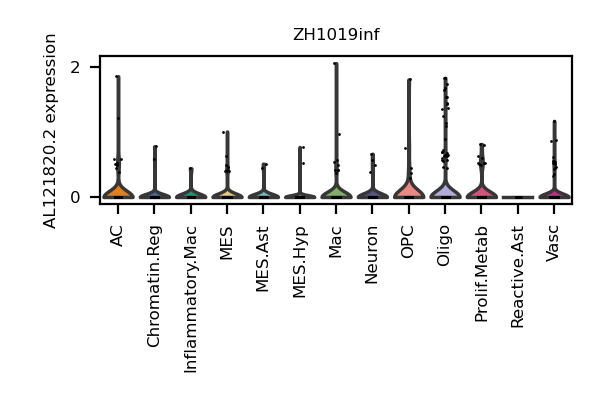 ZH1019inf
AL121820.2 expression
2
0
AC
Chromatin.Reg
Inflammatory.Mac
MES
MES.Ast
MES.Hyp
Mac
Neuron
OPC
Oligo
Prolif.Metab
Reactive.Ast
Vasc